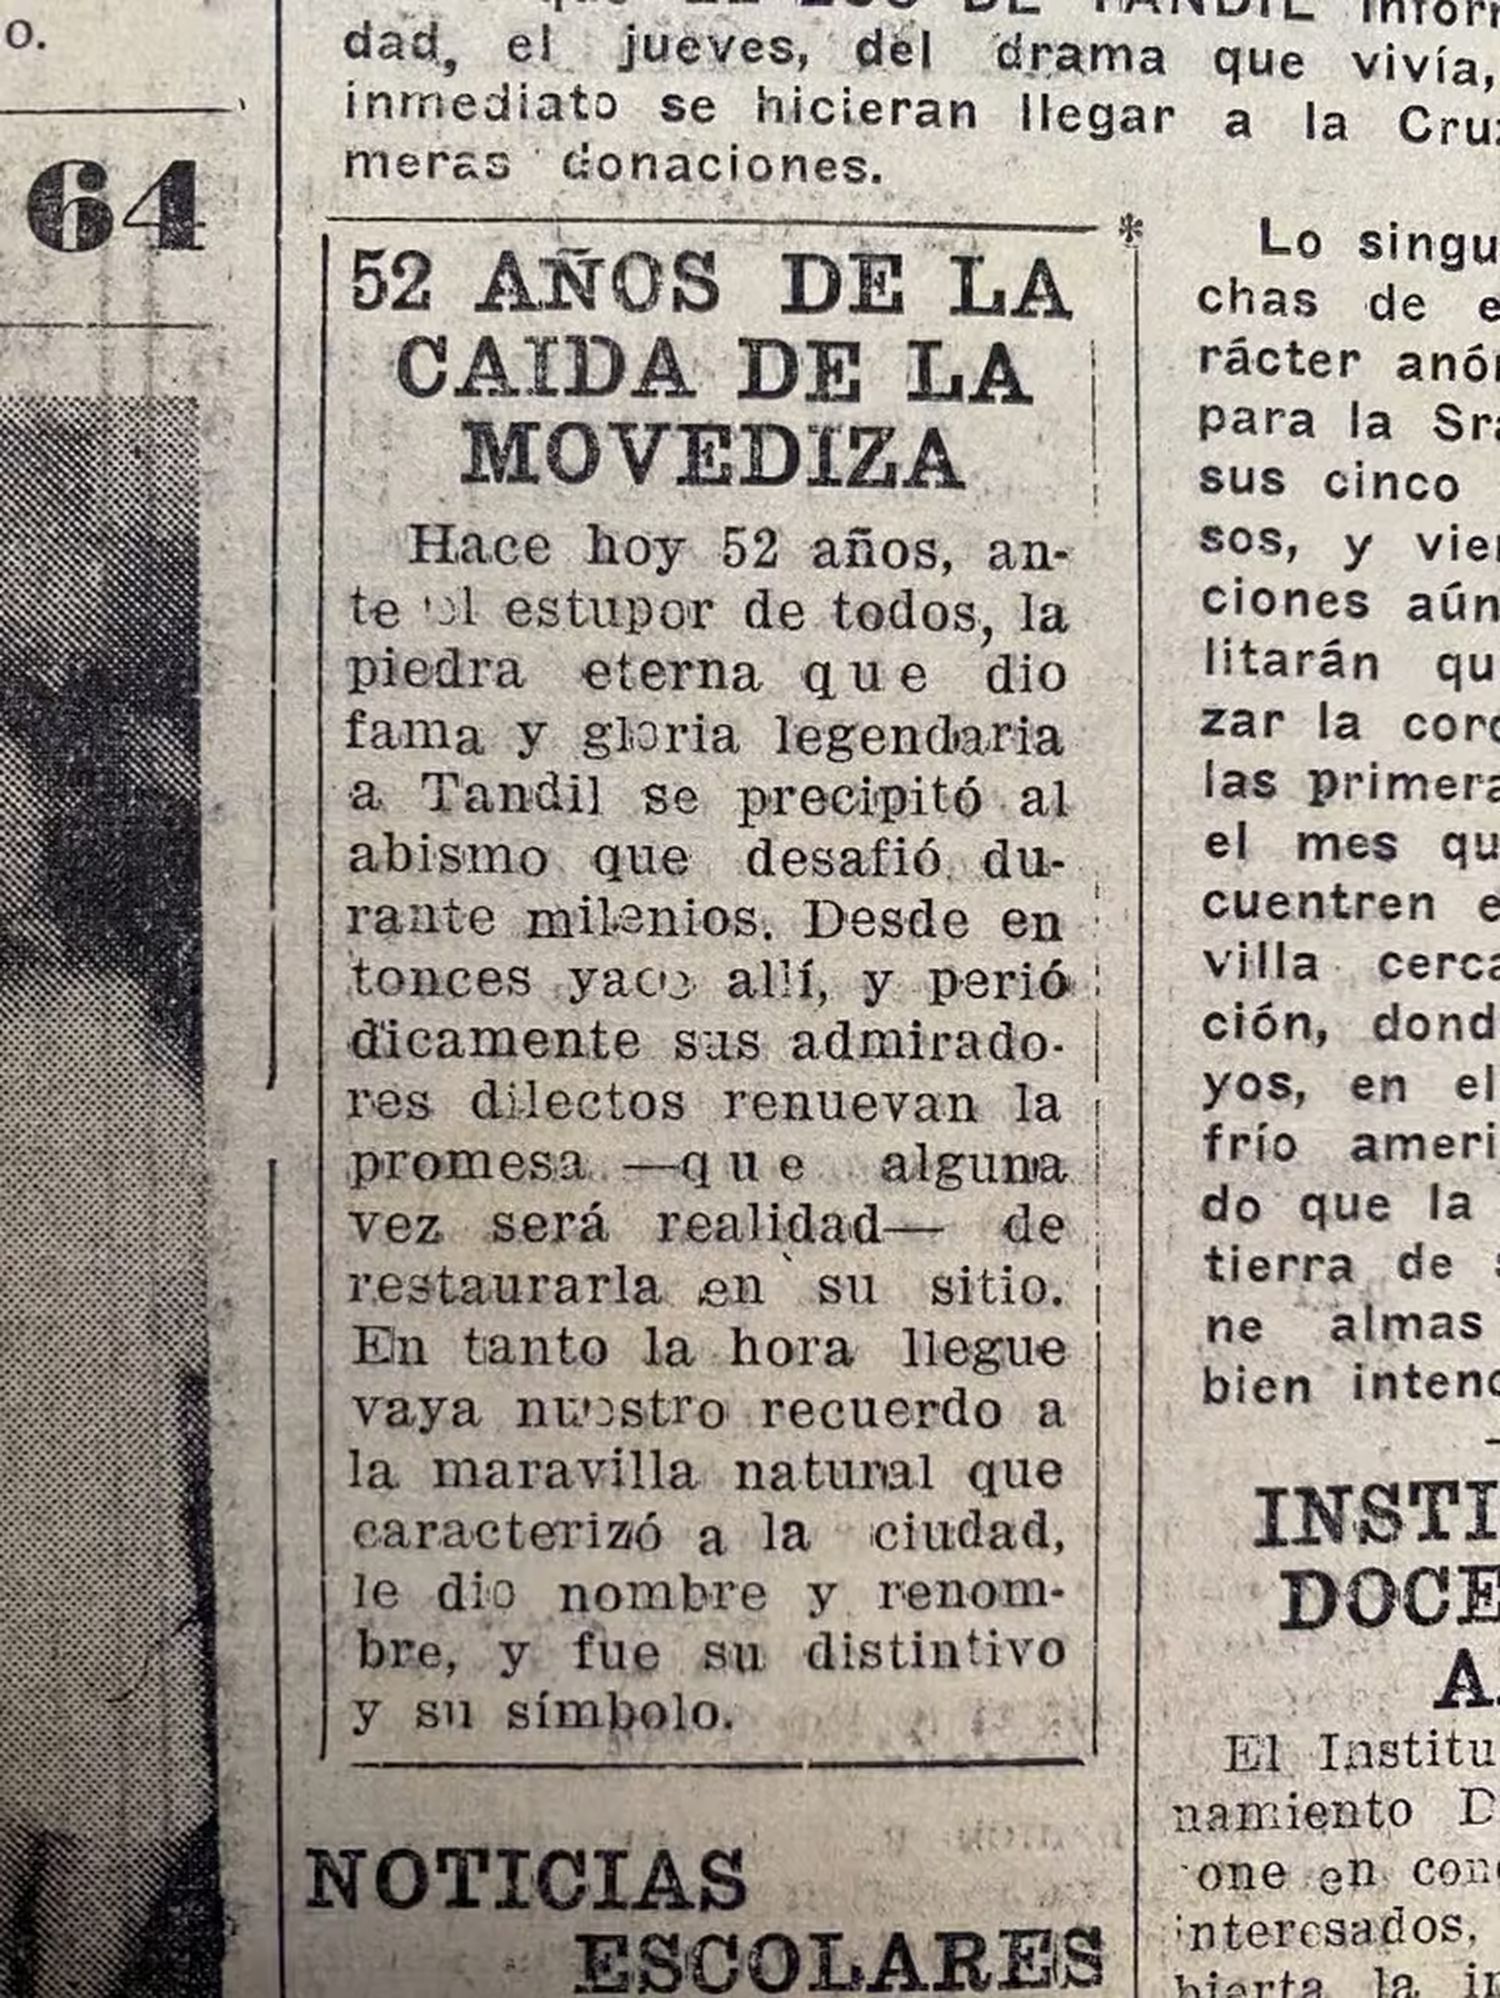 o.
64
dad, el jueves, del drama que vivía,
inmediato se hicieran llegar a la
meras donaciones.
52 AÑOS DE LA
CAIDA DE LA
MOVEDIZA
Hace hoy 52 años, an-
te el estupor de todos, la
piedra eterna que dio
fama y gloria legendaria
a Tandil se precipitó al
abismo que desafió du-
rante milenios. Desde en
tonces yace allí, y perió
dicamente sus admirado-
res dilectos renuevan la
promesa —que alguna
vez será realidad— de
restaurarla en su sitio.
En tanto la hora llegue
vaya nuestro recuerdo a
la maravilla natural que
caracterizó a la ciudad,
le dio nombre y renom-
bre, y fue su distintivo
y su símbolo.
NOTICIAS
ESCOLARES
Lo singu
chas de e
rácter anó
para la Sra
sus cinco
sos, y vie
ciones aún
litarán qu
zar la cor
las primera
el mes qu
cuentren e
villa cerca
ción, dond
yos, en el
frío ameri
do que la
tierra de
ne almas
bien intenc
INSTI
DOCE
A
El Institu
namiento D
one en con
interesados,
bierta la in